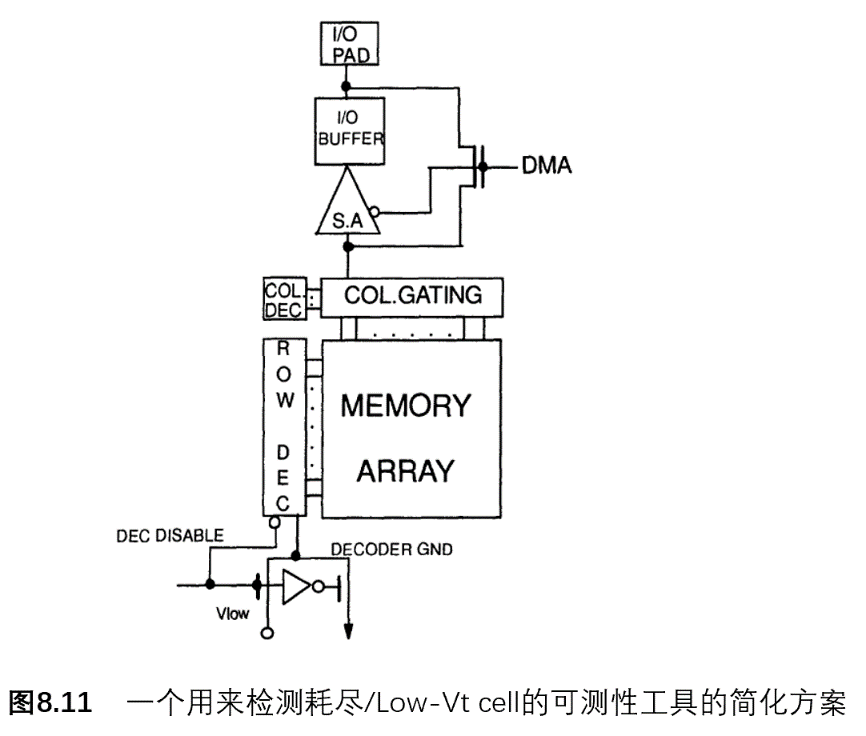 I/O
PAD
I/O
BUFFER
DMA
S.A
COL.
DEC
COL.GATING
R
O
W
D
E
C
MEMORY
ARRAY
DEC DISABLE
DECODER GND
Vlow
图8.11 一个用来检测耗尽/Low-Vt cell的可测性工具的简化方案